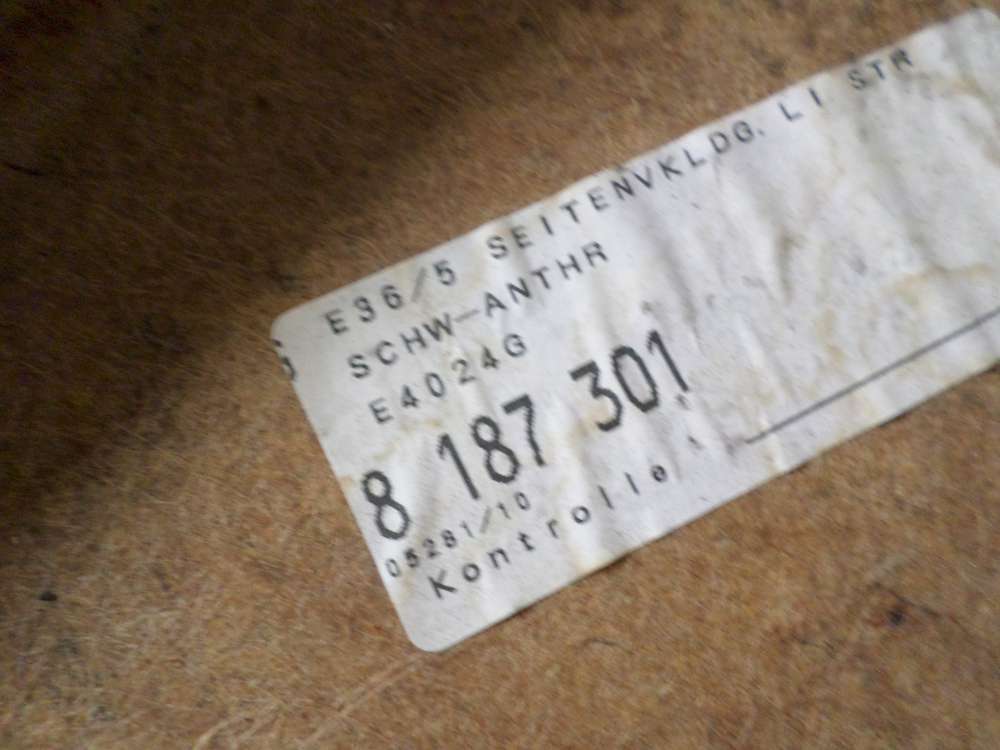 E36/5 SEITENVKLDG. LI STR
SCHW-ANTHR
E4024G
8 187 301
05281/10
Kontrolle